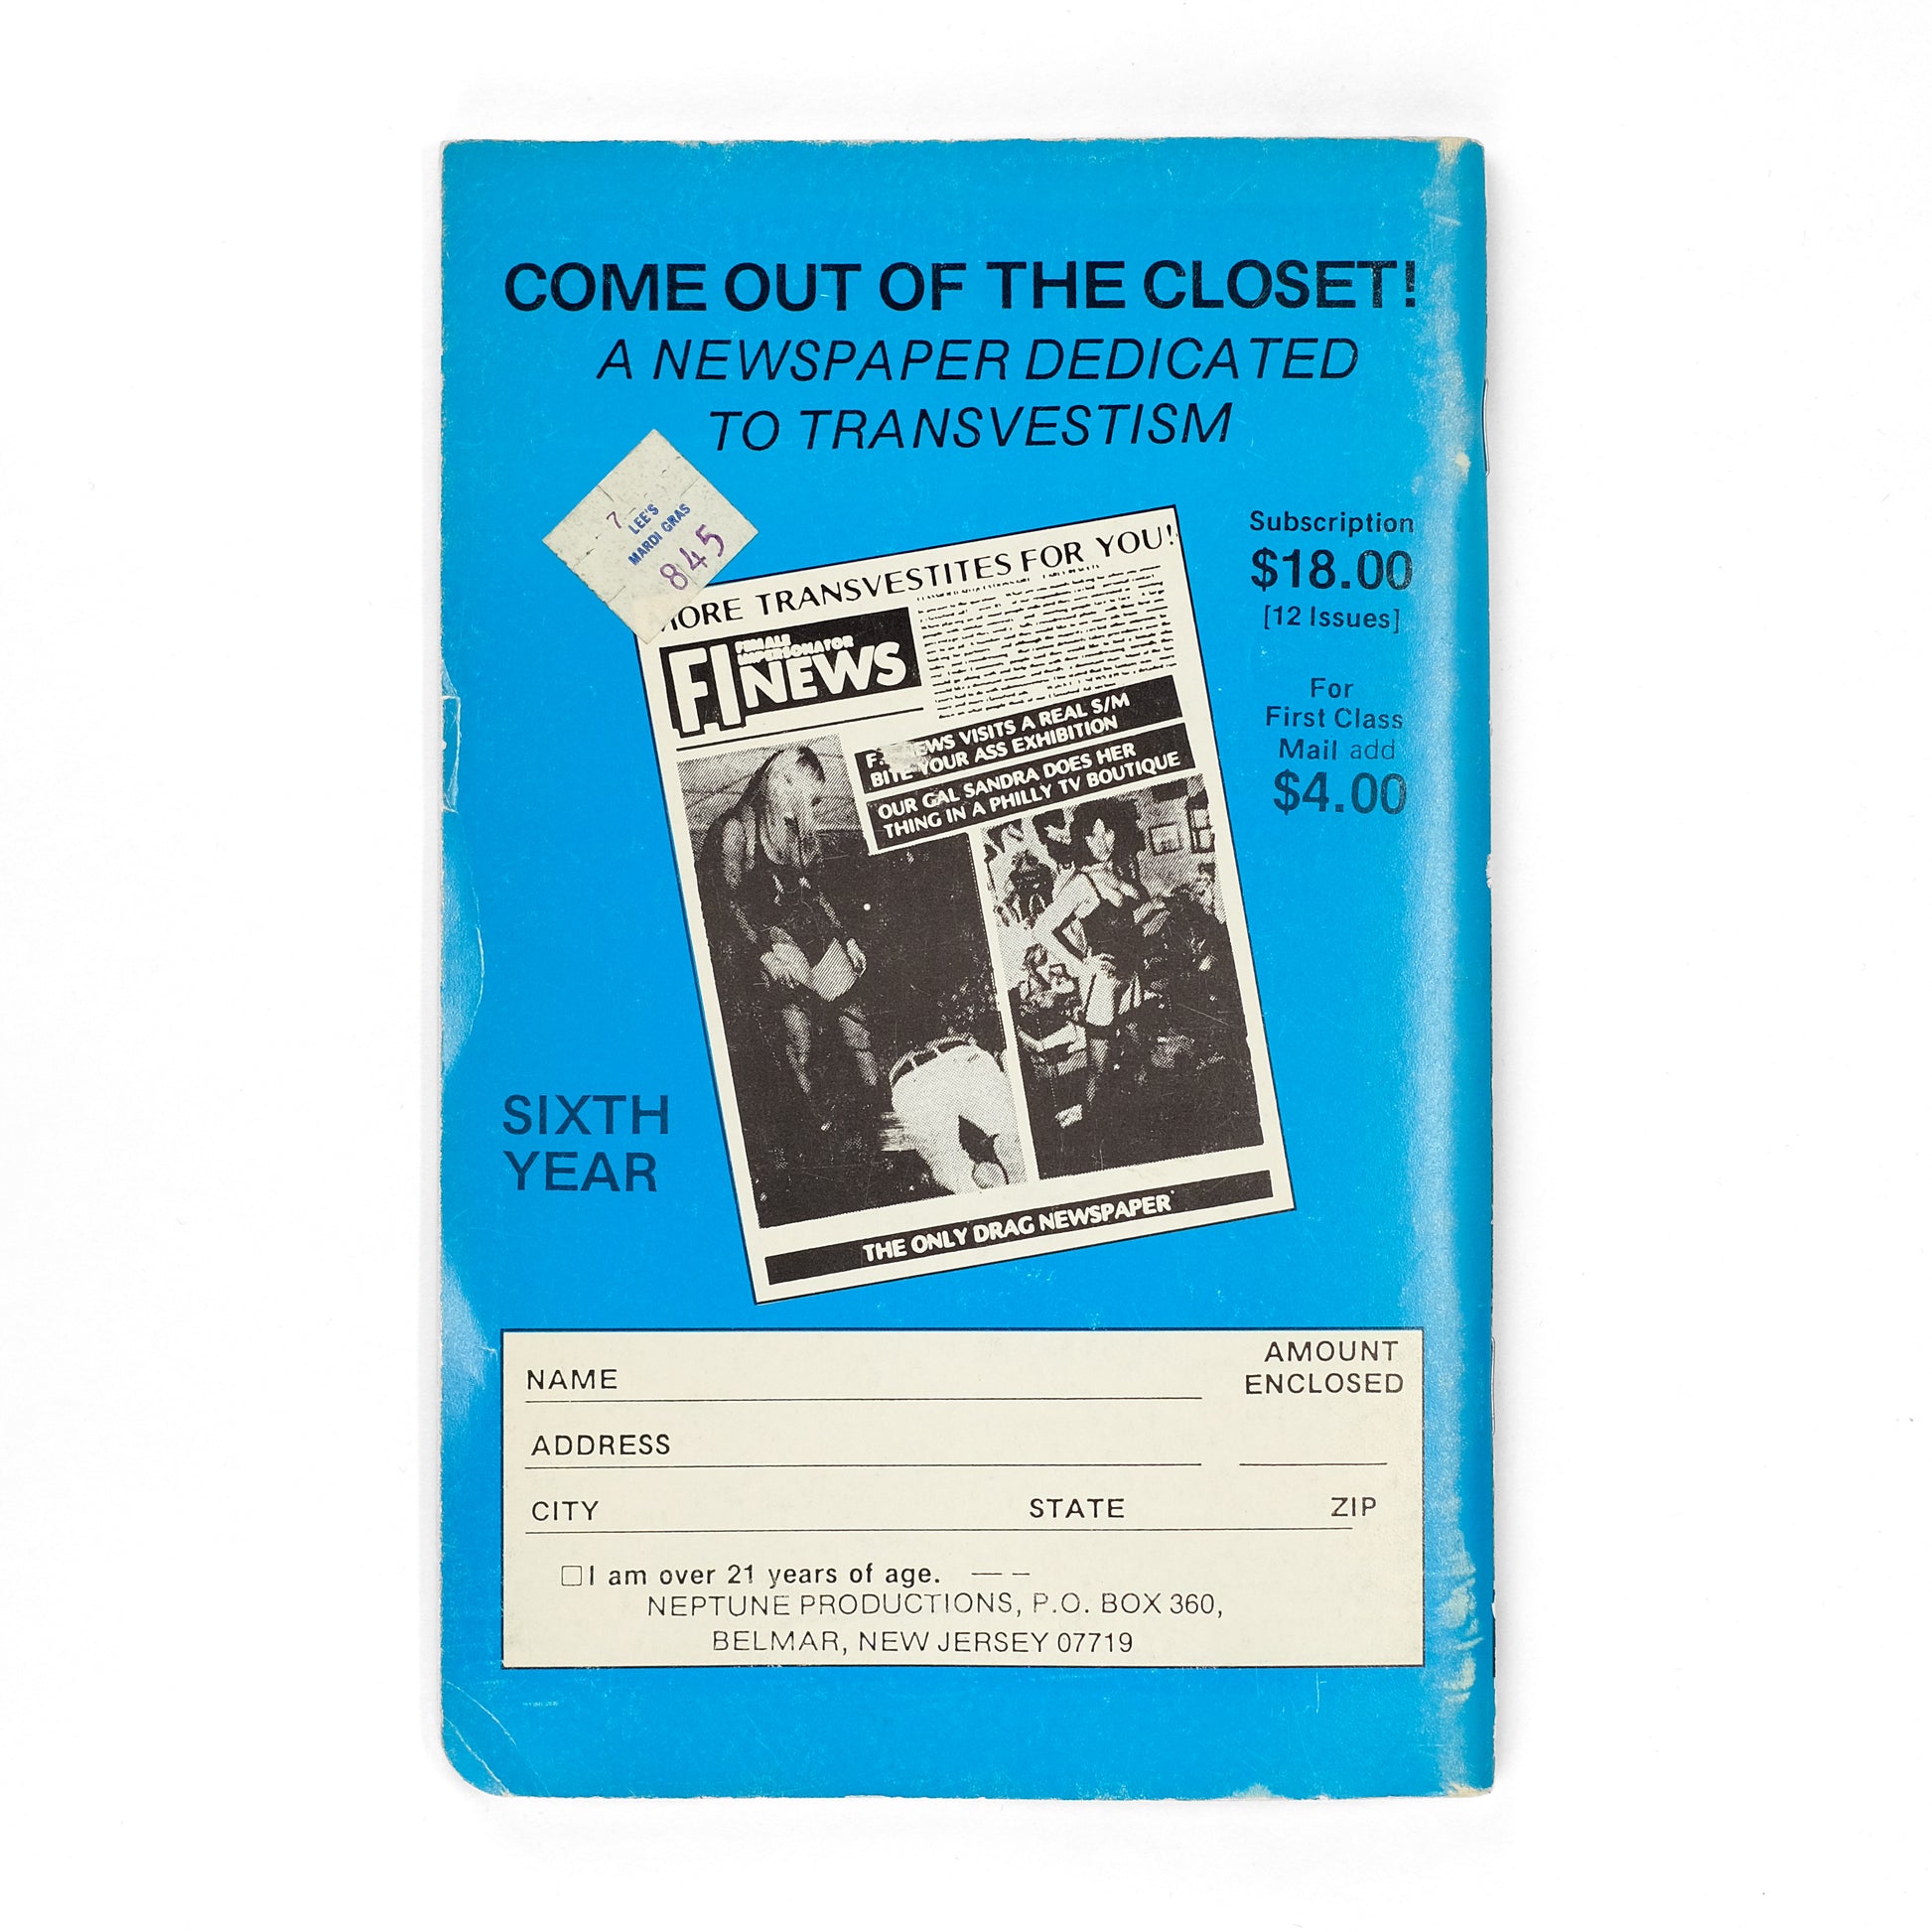 COME OUT OF THE CLOSET!
A NEWSPAPER DEDICATED
TO TRANSVESTISM
7-
LEE'S
MARDI GRAS
845
Subscription
$18.00
[12 Issues]
For
First Class
Mail add
$4.00
MORE TRANSVESTITES FOR YOU!
FI FEMALE
IMPERSONATOR
NEWS
NEWS VISITS A REAL S/M
BITE YOUR ASS EXHIBITION
OUR GAL SANDRA DOES HER
THING IN A PHILLY TV BOUTIQUE
THE ONLY DRAG NEWSPAPER
SIXTH
YEAR
NAME
AMOUNT
ENCLOSED
ADDRESS
CITY STATE ZIP
I am over 21 years of age. — —
NEPTUNE PRODUCTIONS, P.O. BOX 360,
BELMAR, NEW JERSEY 07719